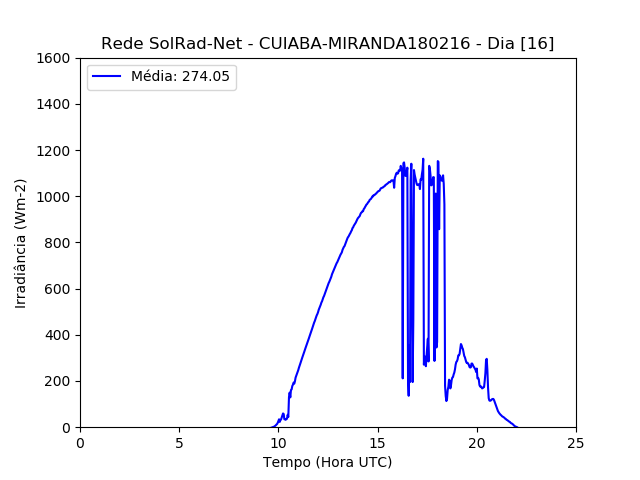 Rede SolRad-Net - CUIABA-MIRANDA180216 - Dia [16]
Média: 274.05
1600
1400
1200
1000
800
600
400
200
0
Irradiância (Wm-2)
0 5 10 15 20 25
Tempo (Hora UTC)